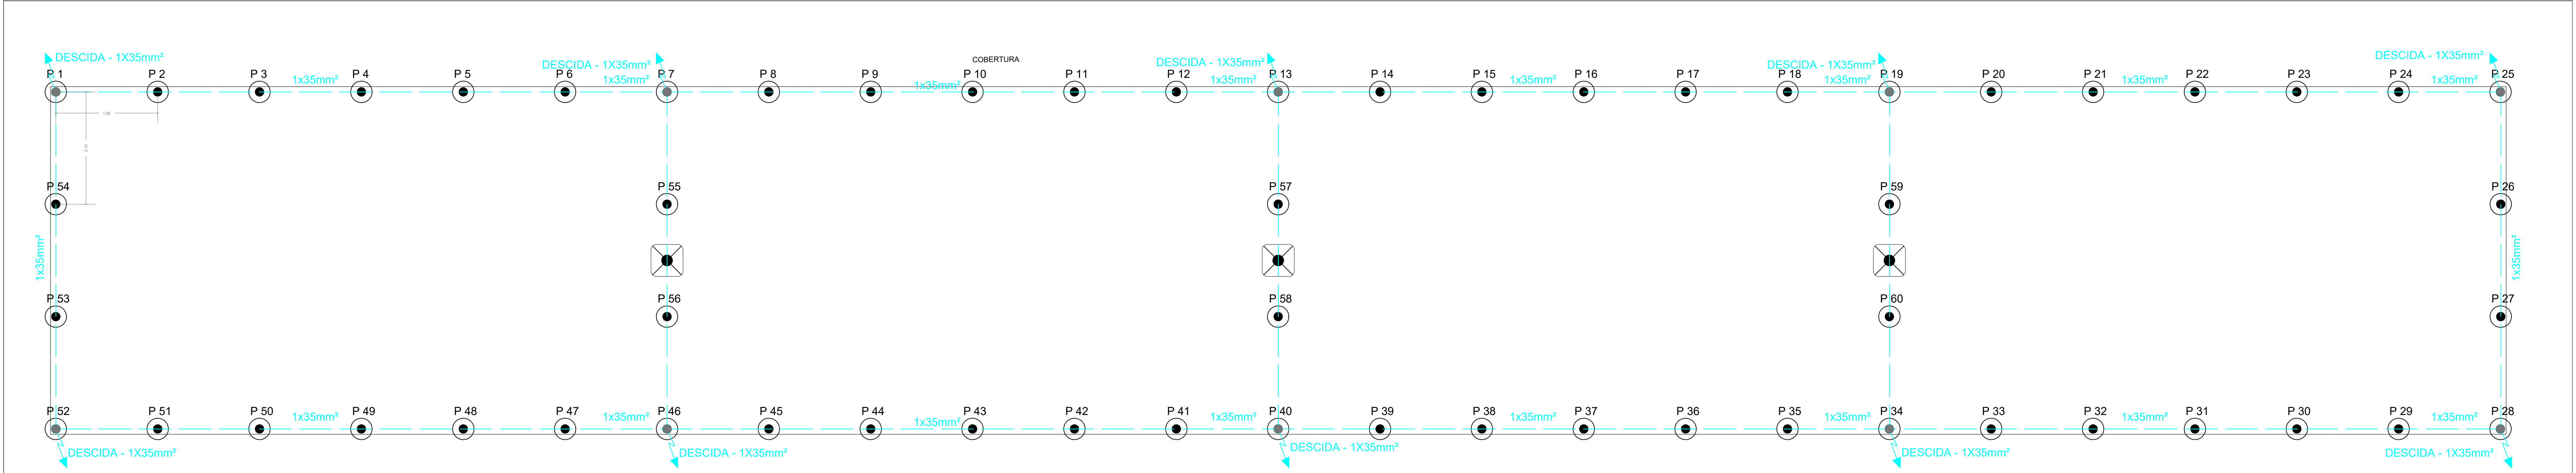 DESCIDA - 1X35mm²
DESCIDA - 1X35mm²
COBERTURA
DESCIDA - 1X35mm²
DESCIDA - 1X35mm²
DESCIDA - 1X35mm²
P 1 P 2 P 3 1x35mm² P 4 P 5 P 6 1x35mm² P 7 P 8 P 9 1x35mm² P 10 P 11 P 12 1x35mm² P 13 P 14 P 15 1x35mm² P 16 P 17 P 18 1x35mm² P 19 P 20 P 21 1x35mm² P 22 P 23 P 24 1x35mm² P 25
P 54 P 55 P 57 P 59 P 26
1x35mm²
1x35mm²
P 53 P 56 P 58 P 60 P 27
P 52 P 51 P 50 1x35mm² P 49 P 48 P 47 1x35mm² P 46 P 45 P 44 1x35mm² P 43 P 42 P 41 1x35mm² P 40 P 39 P 38 1x35mm² P 37 P 36 P 35 1x35mm² P 34 P 33 P 32 1x35mm² P 31 P 30 P 29 1x35mm² P 28
DESCIDA - 1X35mm²
DESCIDA - 1X35mm²
DESCIDA - 1X35mm²
DESCIDA - 1X35mm²
DESCIDA - 1X35mm²